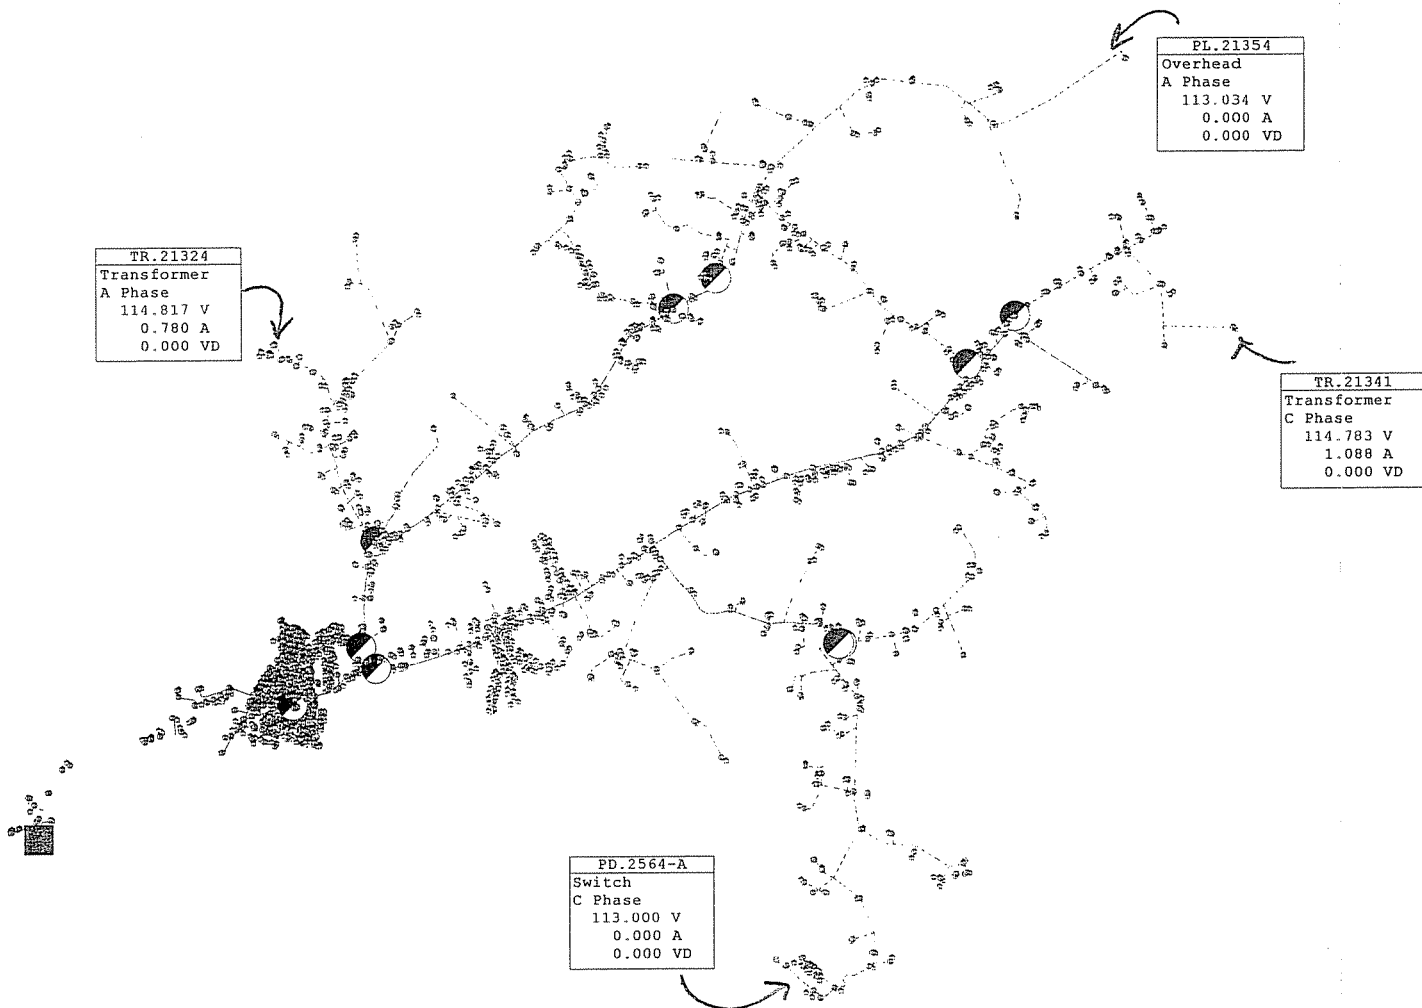 PL.21354
Overhead
A Phase
113.034 V
0.000 A
0.000 VD
TR.21324
Transformer
A Phase
114.817 V
0.780 A
0.000 VD
TR.21341
Transformer
C Phase
114.783 V
1.088 A
0.000 VD
PD.2564-A
Switch
C Phase
113.000 V
0.000 A
0.000 VD